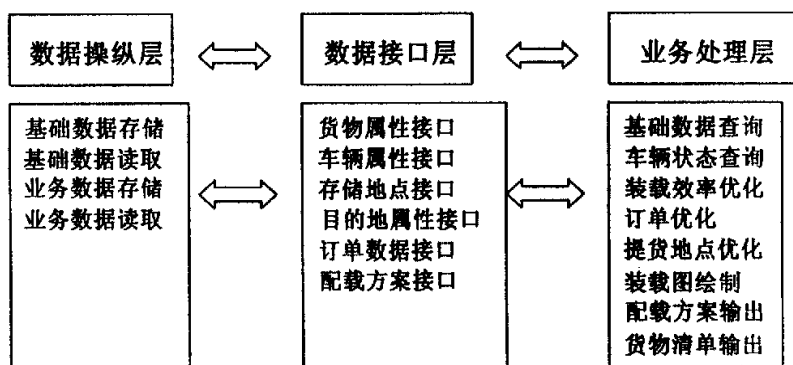 数据操纵层
数据接口层
业务处理层
基础数据存储
基础数据读取
业务数据存储
业务数据读取
货物属性接口
车辆属性接口
存储地点接口
目的地属性接口
订单数据接口
配载方案接口
基础数据查询
车辆状态查询
装载效率优化
订单优化
提货地点优化
装载图绘制
配载方案输出
货物清单输出